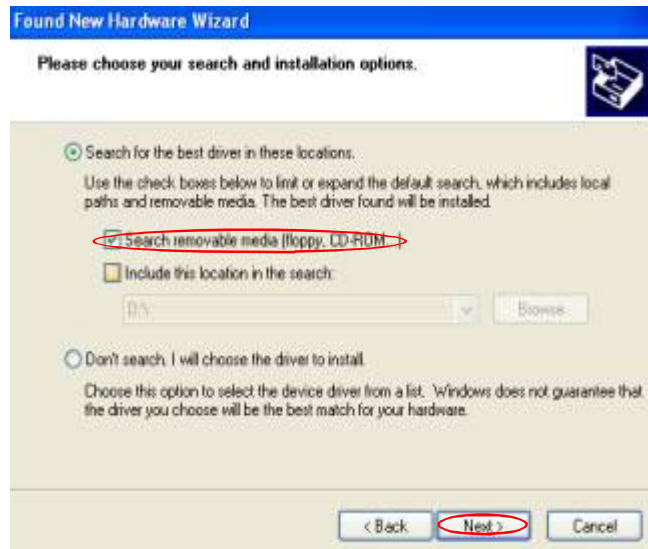 Found New Hardware Wizard
Please choose your search and installation options.
Search for the best driver in these locations.
Use the check boxes below to limit or expand the default search, which includes local
paths and removable media. The best driver found will be installed.
Search removable media (floppy, CD-ROM...)
Include this location in the search:
D:\
Browse
Don't search. I will choose the driver to install.
Choose this option to select the device driver from a list. Windows does not guarantee that
the driver you choose will be the best match for your hardware.
< Back Next > Cancel